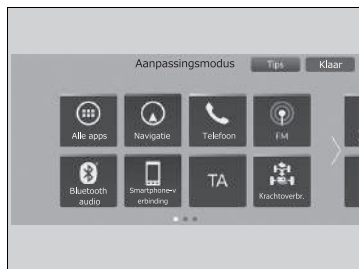 Aanpassingsmodus
Tips
Klaar
Alle apps
Navigatie
Telefoon
FM
Bluetooth
audio
Smartphone-v
erbinding
TA
Krachtoverbr.